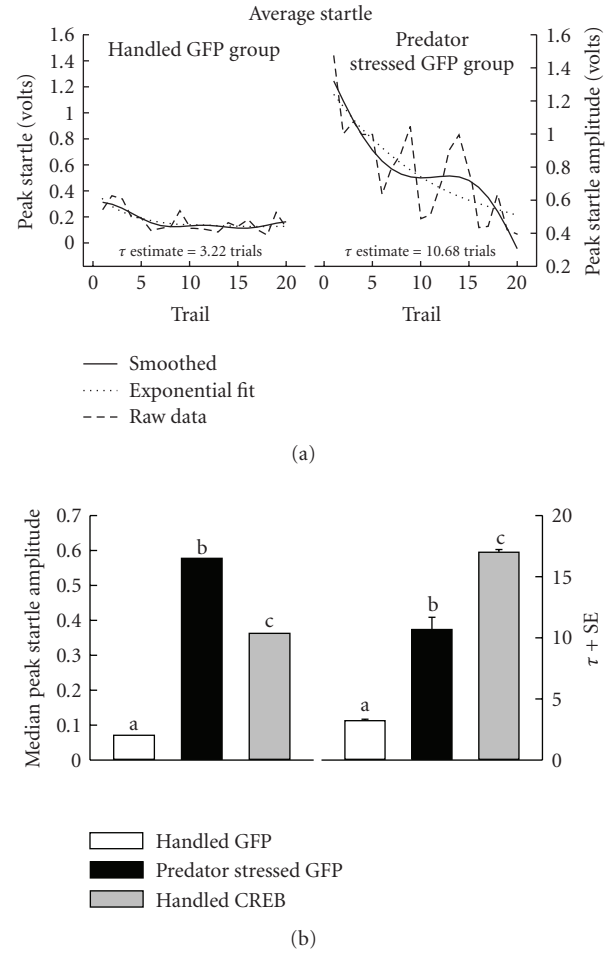 (a)
Average startle
Handled GFP group
Predator
stressed GFP group
Peak startle (volts)
1.6
1.4
1.2
1
0.8
0.6
0.4
0.2
0
Peak startle amplitude (volts)
1.6
1.4
1.2
1
0.8
0.6
0.4
0.2
τ estimate = 3.22 trials
τ estimate = 10.68 trials
0 5 10 15 20
0 5 10 15 20
Trail
Trail
Smoothed
Exponential fit
Raw data
(a)
Median peak startle amplitude
0.7
0.6
0.5
0.4
0.3
0.2
0.1
0
a
b
c
a
b
c
20
15
10
5
0
τ + SE
Handled GFP
Predator stressed GFP
Handled CREB
(b)